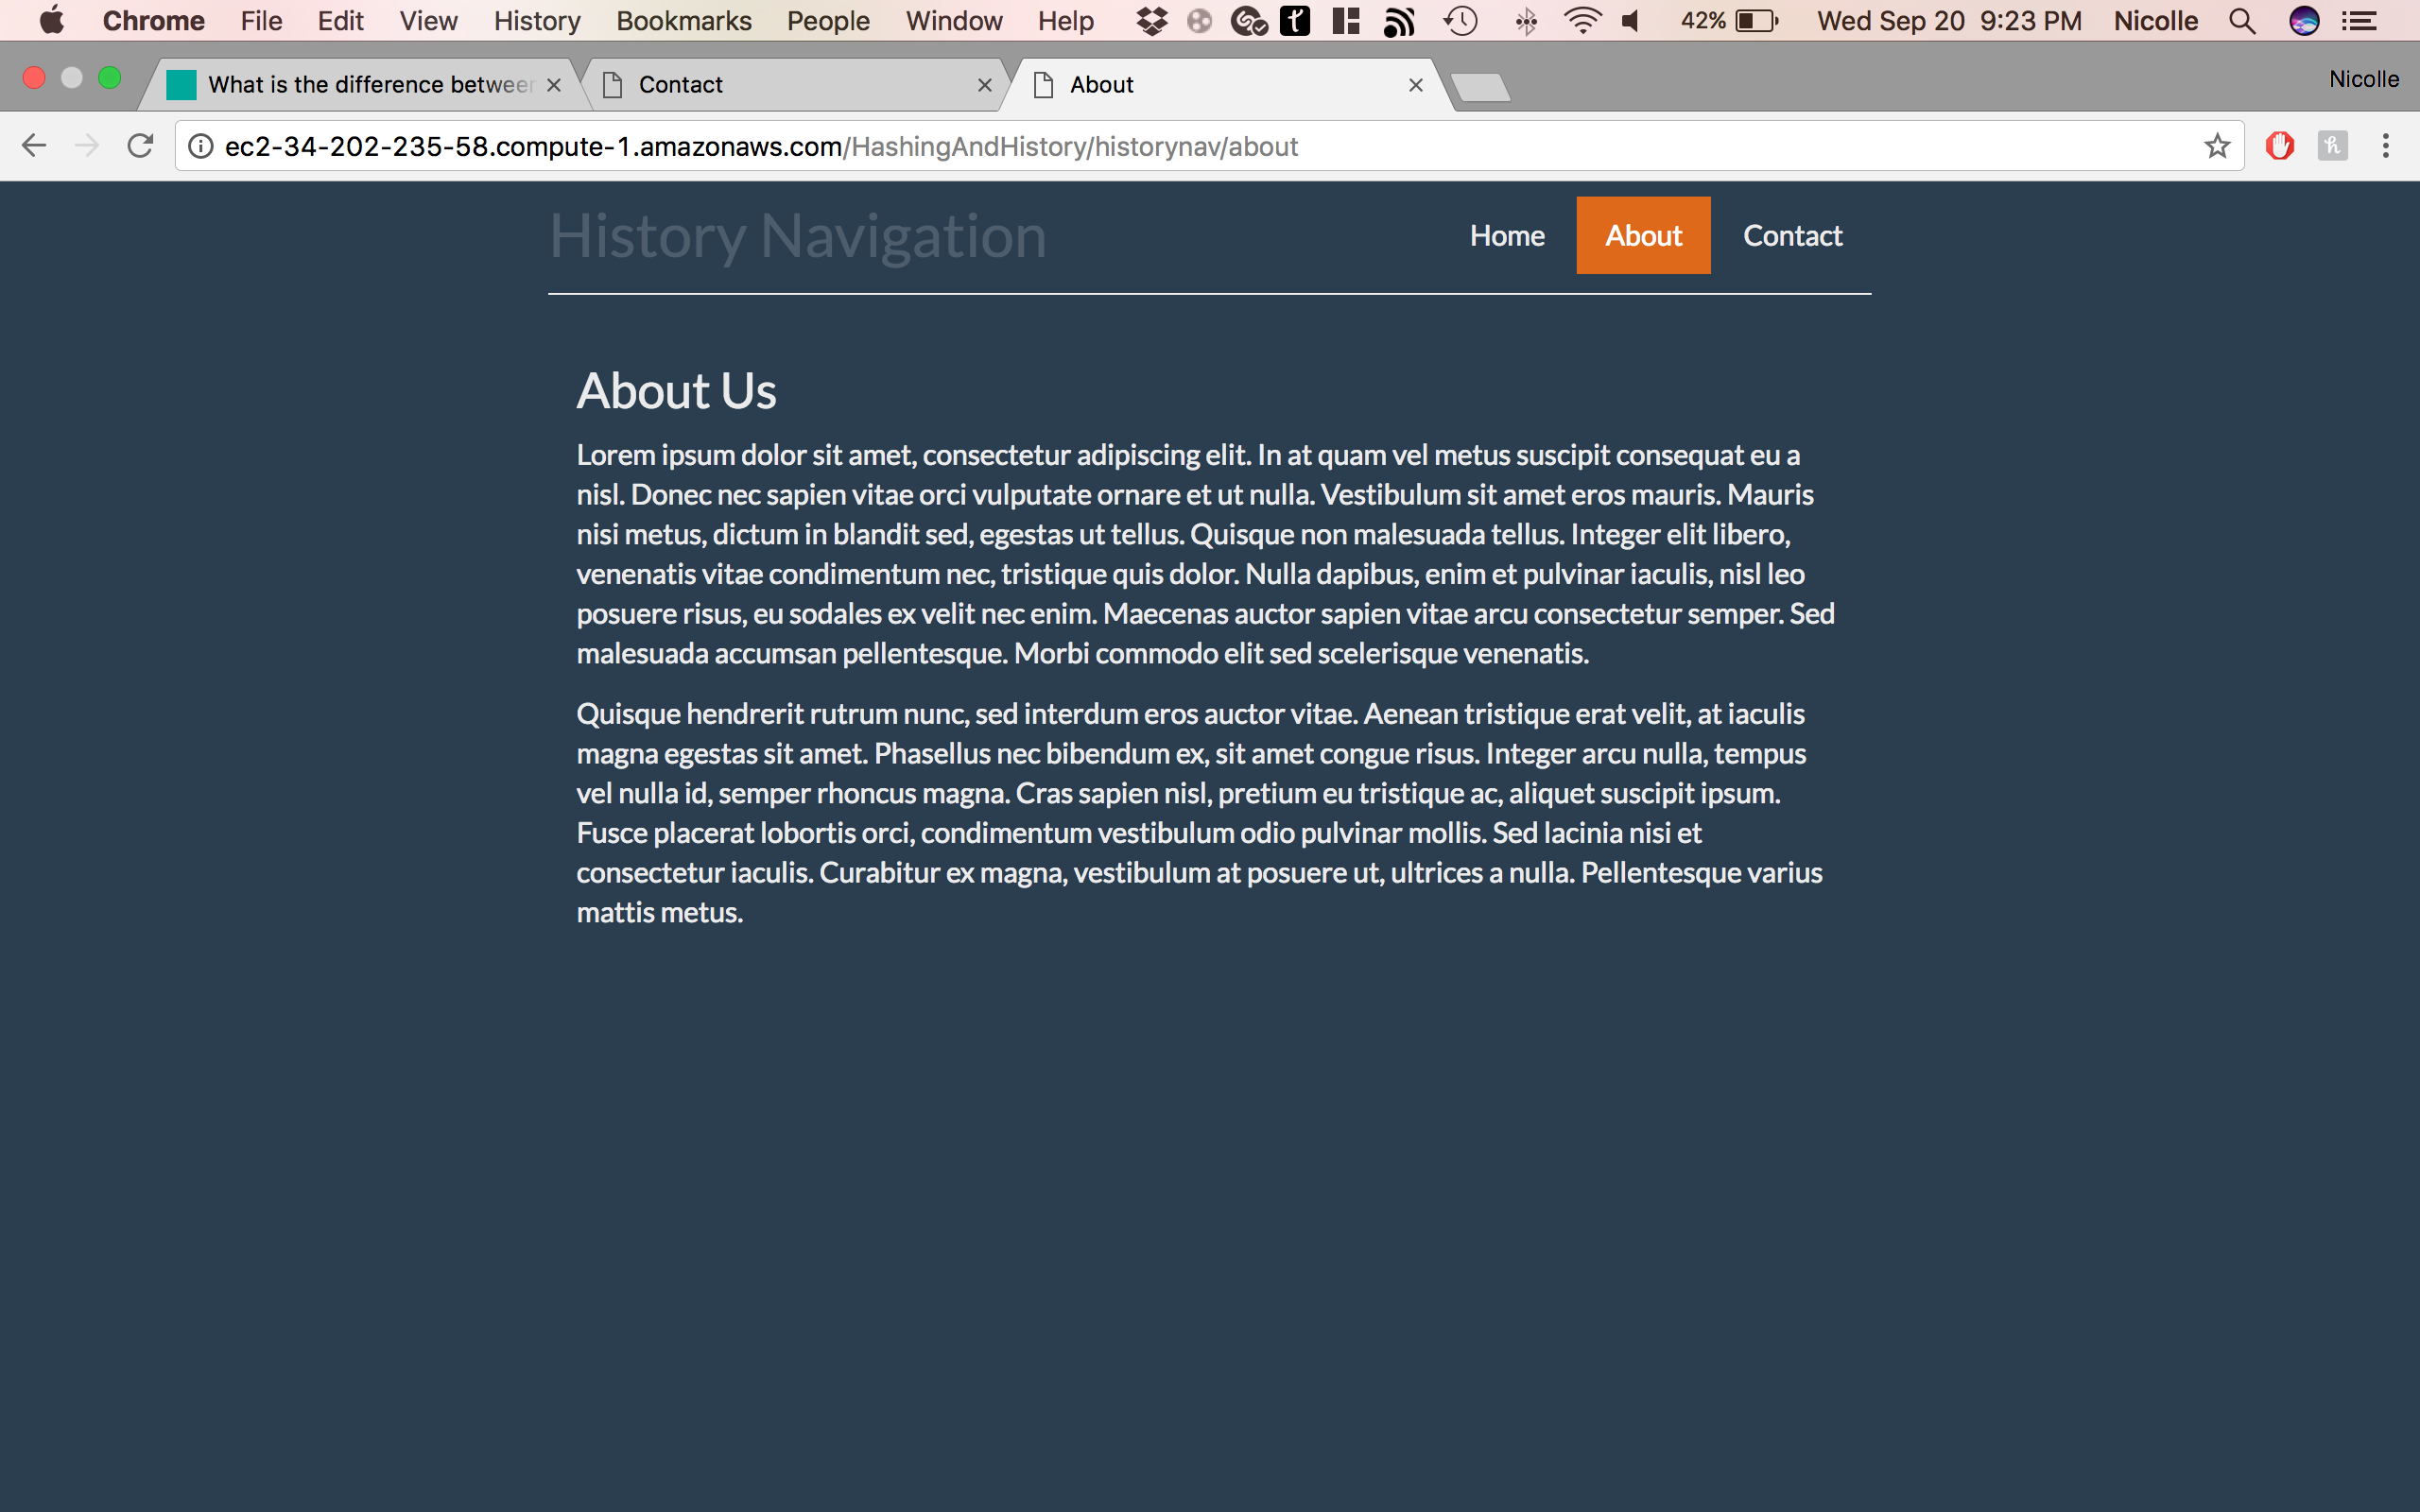 Chrome File Edit View History Bookmarks People Window Help 42% Wed Sep 20 9:23 PM Nicolle
What is the difference between Contact About Nicolle
ec2-34-202-235-58.compute-1.amazonaws.com/HashingAndHistory/historynav/about
History Navigation Home About Contact
About Us
Lorem ipsum dolor sit amet, consectetur adipiscing elit. In at quam vel metus suscipit consequat eu a
nisl. Donec nec sapien vitae orci vulputate ornare et ut nulla. Vestibulum sit amet eros mauris. Mauris
nisi metus, dictum in blandit sed, egestas ut tellus. Quisque non malesuada tellus. Integer elit libero,
venenatis vitae condimentum nec, tristique quis dolor. Nulla dapibus, enim et pulvinar iaculis, nisl leo
posuere risus, eu sodales ex velit nec enim. Maecenas auctor sapien vitae arcu consectetur semper. Sed
malesuada accumsan pellentesque. Morbi commodo elit sed scelerisque venenatis.
Quisque hendrerit rutrum nunc, sed interdum eros auctor vitae. Aenean tristique erat velit, at iaculis
magna egestas sit amet. Phasellus nec bibendum ex, sit amet congue risus. Integer arcu nulla, tempus
vel nulla id, semper rhoncus magna. Cras sapien nisl, pretium eu tristique ac, aliquet suscipit ipsum.
Fusce placerat lobortis orci, condimentum vestibulum odio pulvinar mollis. Sed lacinia nisi et
consectetur iaculis. Curabitur ex magna, vestibulum at posuere ut, ultrices a nulla. Pellentesque varius
mattis metus.